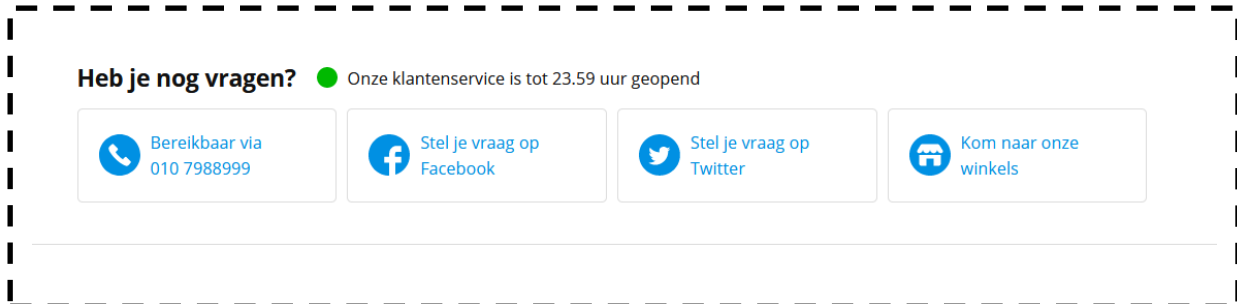 Heb je nog vragen? Onze klantenservice is tot 23.59 uur geopend
Bereikbaar via
010 7988999
Stel je vraag op
Facebook
Stel je vraag op
Twitter
Kom naar onze
winkels